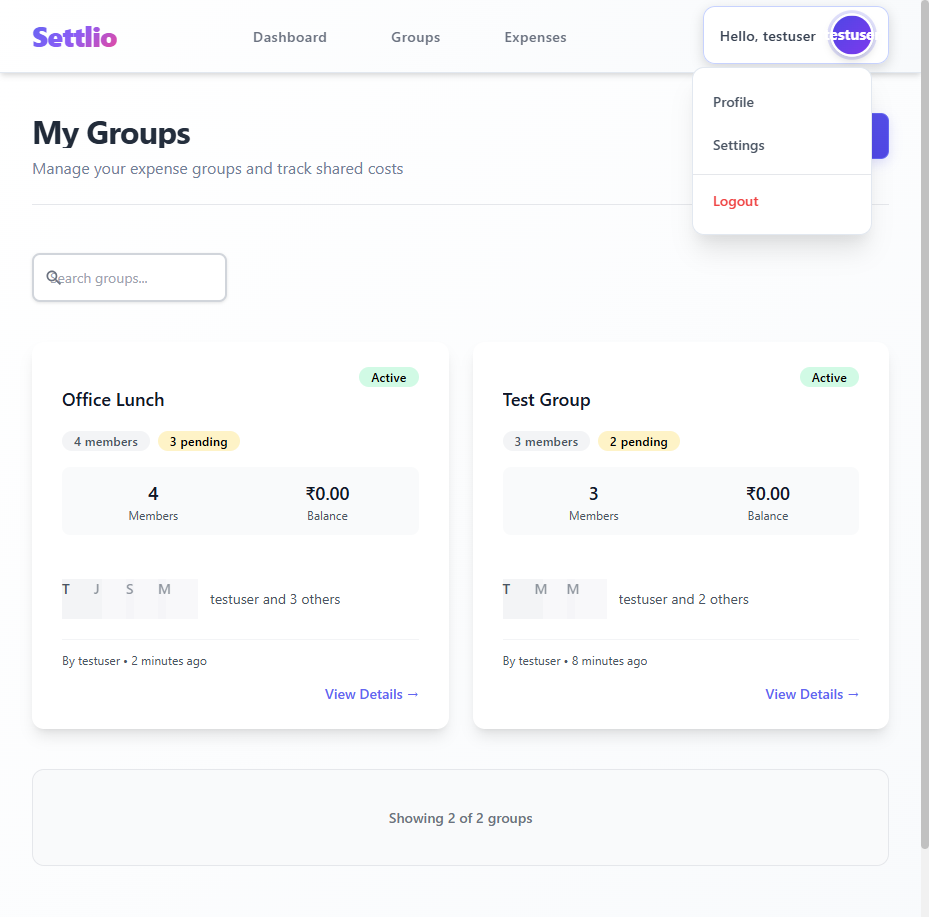 Settlio
Dashboard
Groups
Expenses
Hello, testuser
testuser
Profile
Settings
Logout
My Groups
Manage your expense groups and track shared costs
Search groups...
Active
Office Lunch
4 members
3 pending
4
Members
₹0.00
Balance
T J S M
testuser and 3 others
By testuser • 2 minutes ago
View Details →
Active
Test Group
3 members
2 pending
3
Members
₹0.00
Balance
T M M
testuser and 2 others
By testuser • 8 minutes ago
View Details →
Showing 2 of 2 groups